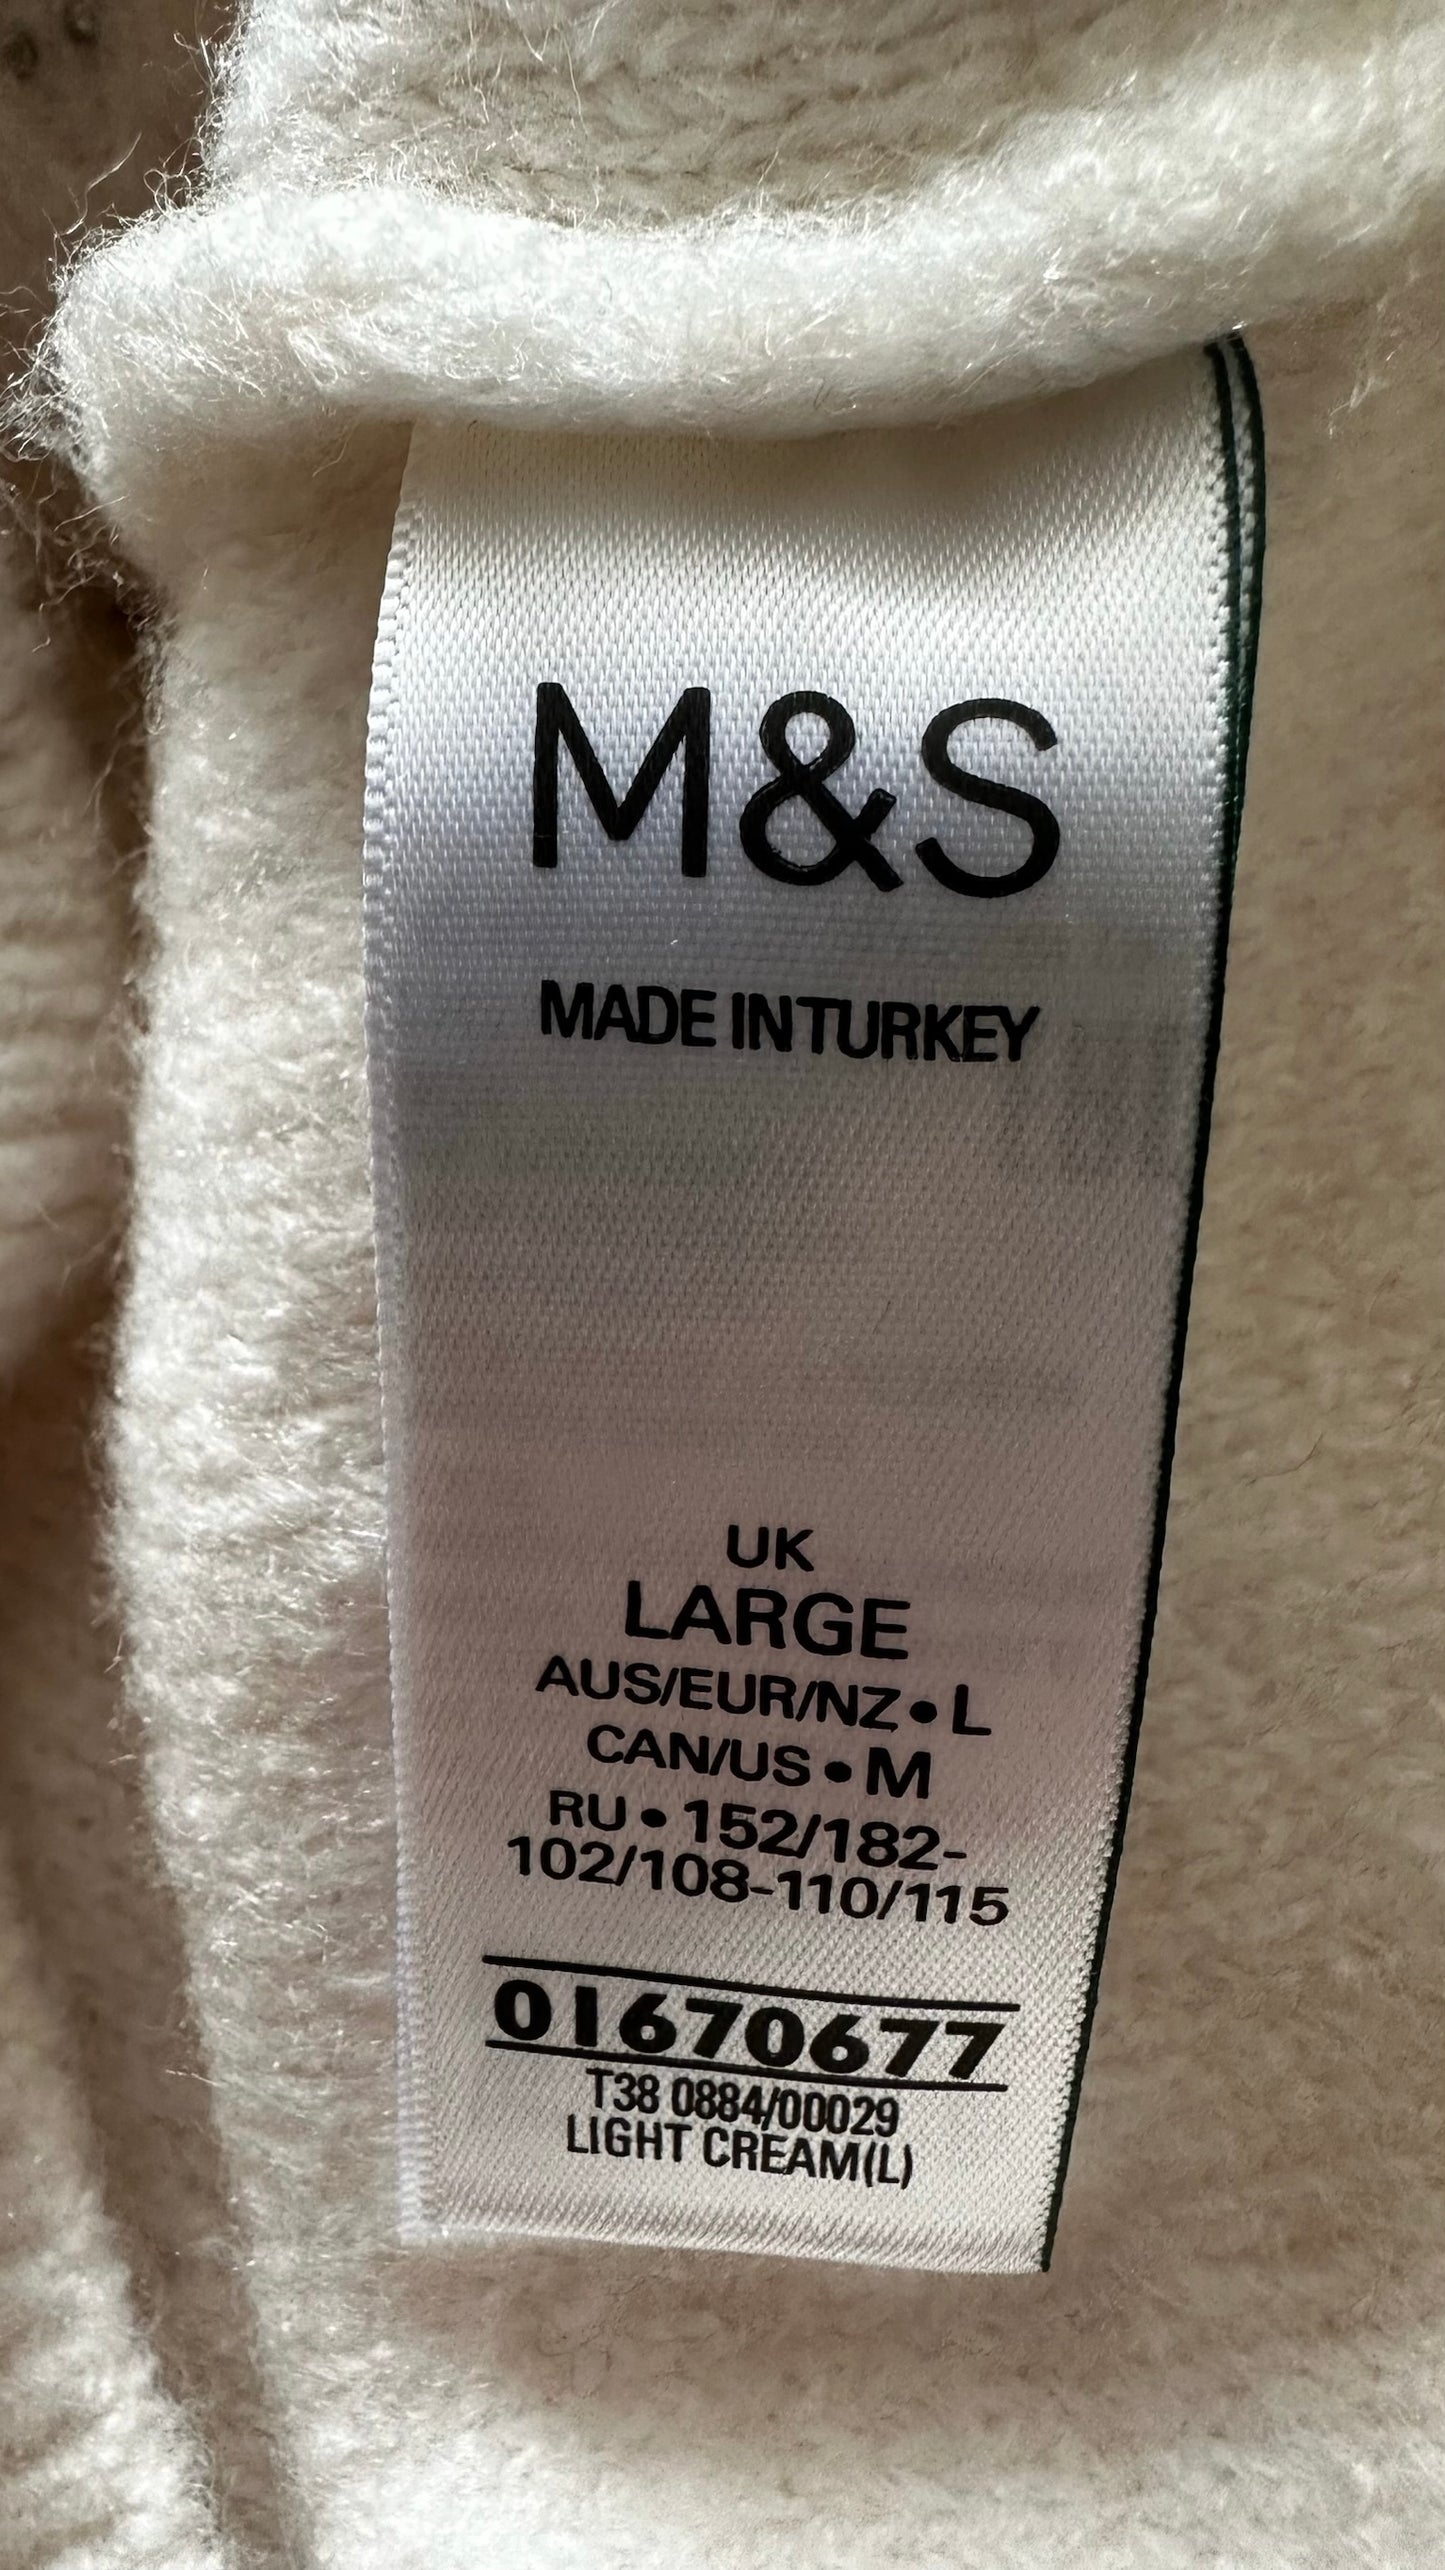 M&S
MADE IN TURKEY
UK
LARGE
AUS/EUR/NZ • L
CAN/US • M
RU • 152/182-
102/108-110/115
01670677
T38 0884/00029
LIGHT CREAM(L)